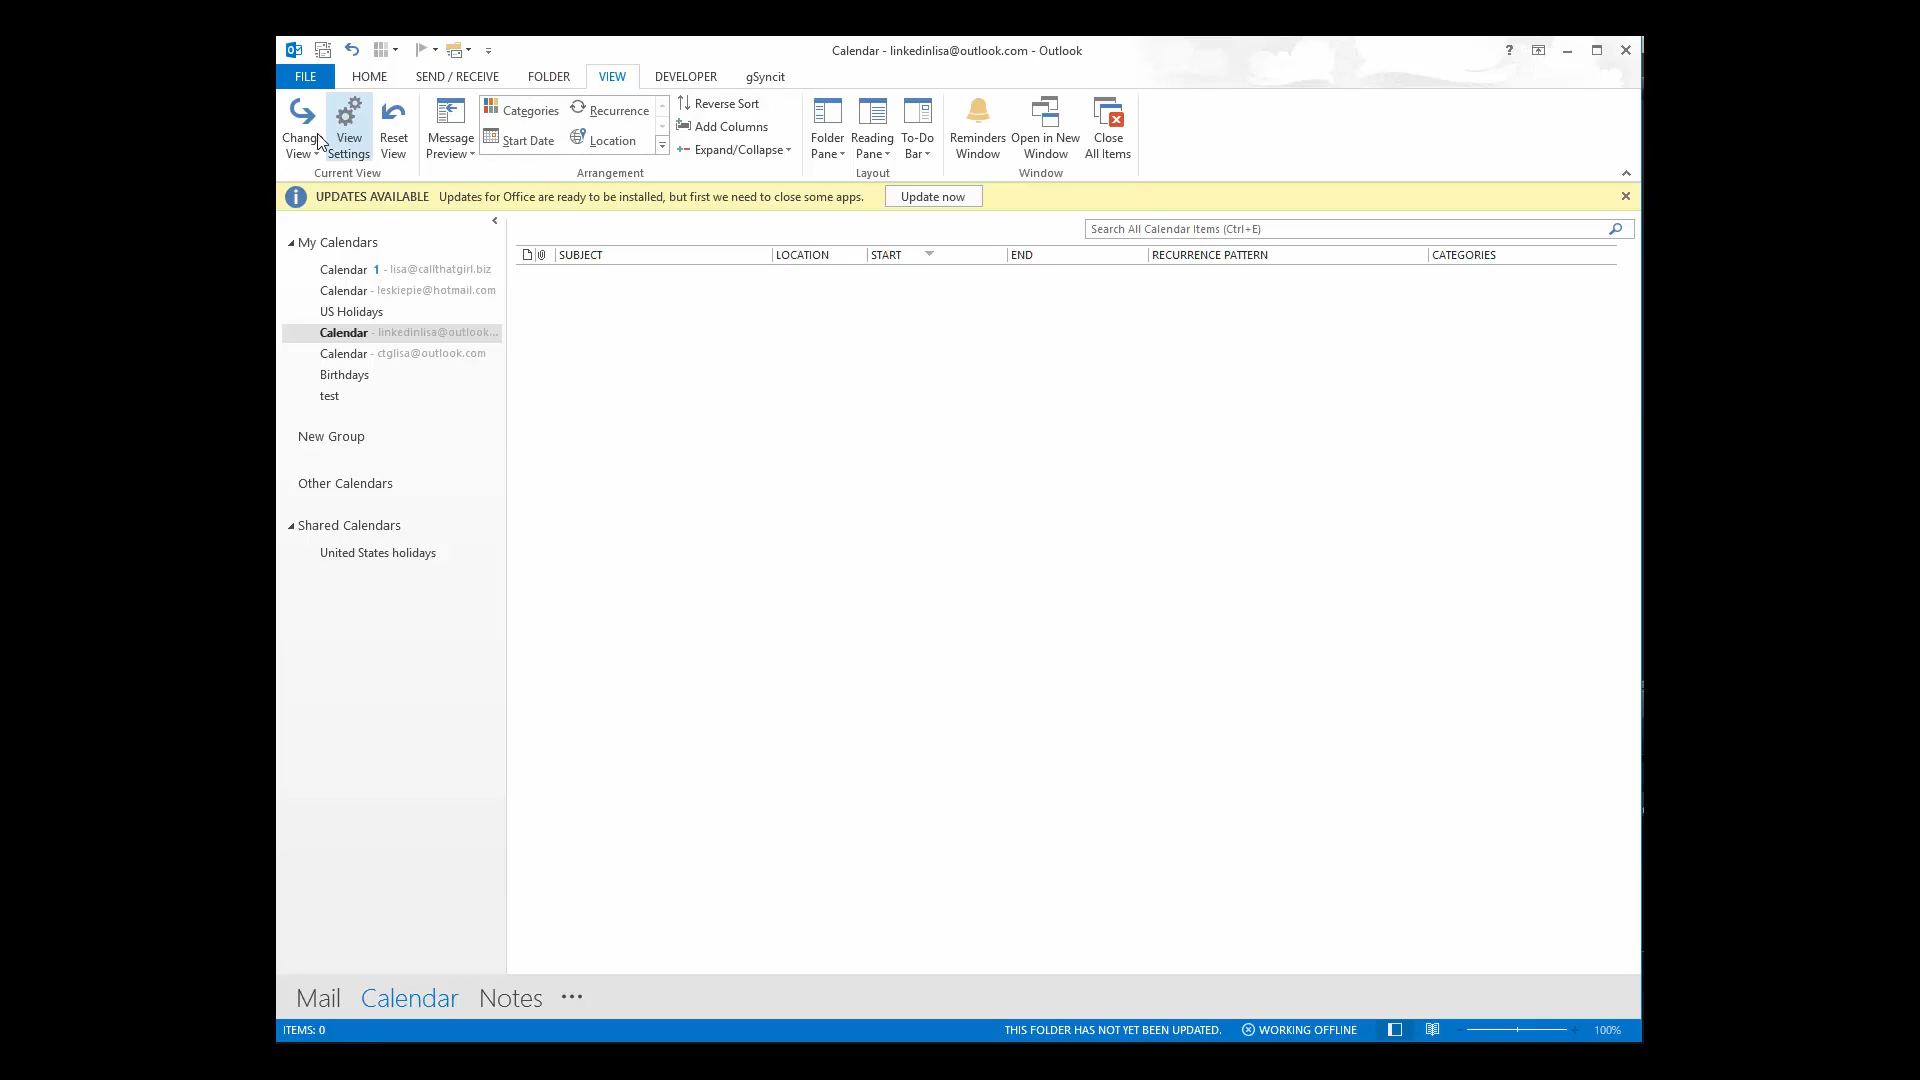 Calendar - linkedinlisa@outlook.com - Outlook
?
FILE HOME SEND / RECEIVE FOLDER VIEW DEVELOPER gSyncit
Change View
View Settings
Reset View
Current View
Message Preview
Categories
Recurrence
Start Date
Location
Reverse Sort
Add Columns
Expand/Collapse
Arrangement
Folder Pane
Reading Pane
To-Do Bar
Layout
Reminders Window
Open in New Window
Close All Items
Window
UPDATES AVAILABLE Updates for Office are ready to be installed, but first we need to close some apps. Update now
Search All Calendar Items (Ctrl+E)
SUBJECT LOCATION START END RECURRENCE PATTERN CATEGORIES
My Calendars
Calendar 1 - lisa@callthatgirl.biz
Calendar - leskiepie@hotmail.com
US Holidays
Calendar - linkedinlisa@outlook...
Calendar - ctglisa@outlook.com
Birthdays
test
New Group
Other Calendars
Shared Calendars
United States holidays
Mail Calendar Notes ...
ITEMS: 0 THIS FOLDER HAS NOT YET BEEN UPDATED. WORKING OFFLINE 100%